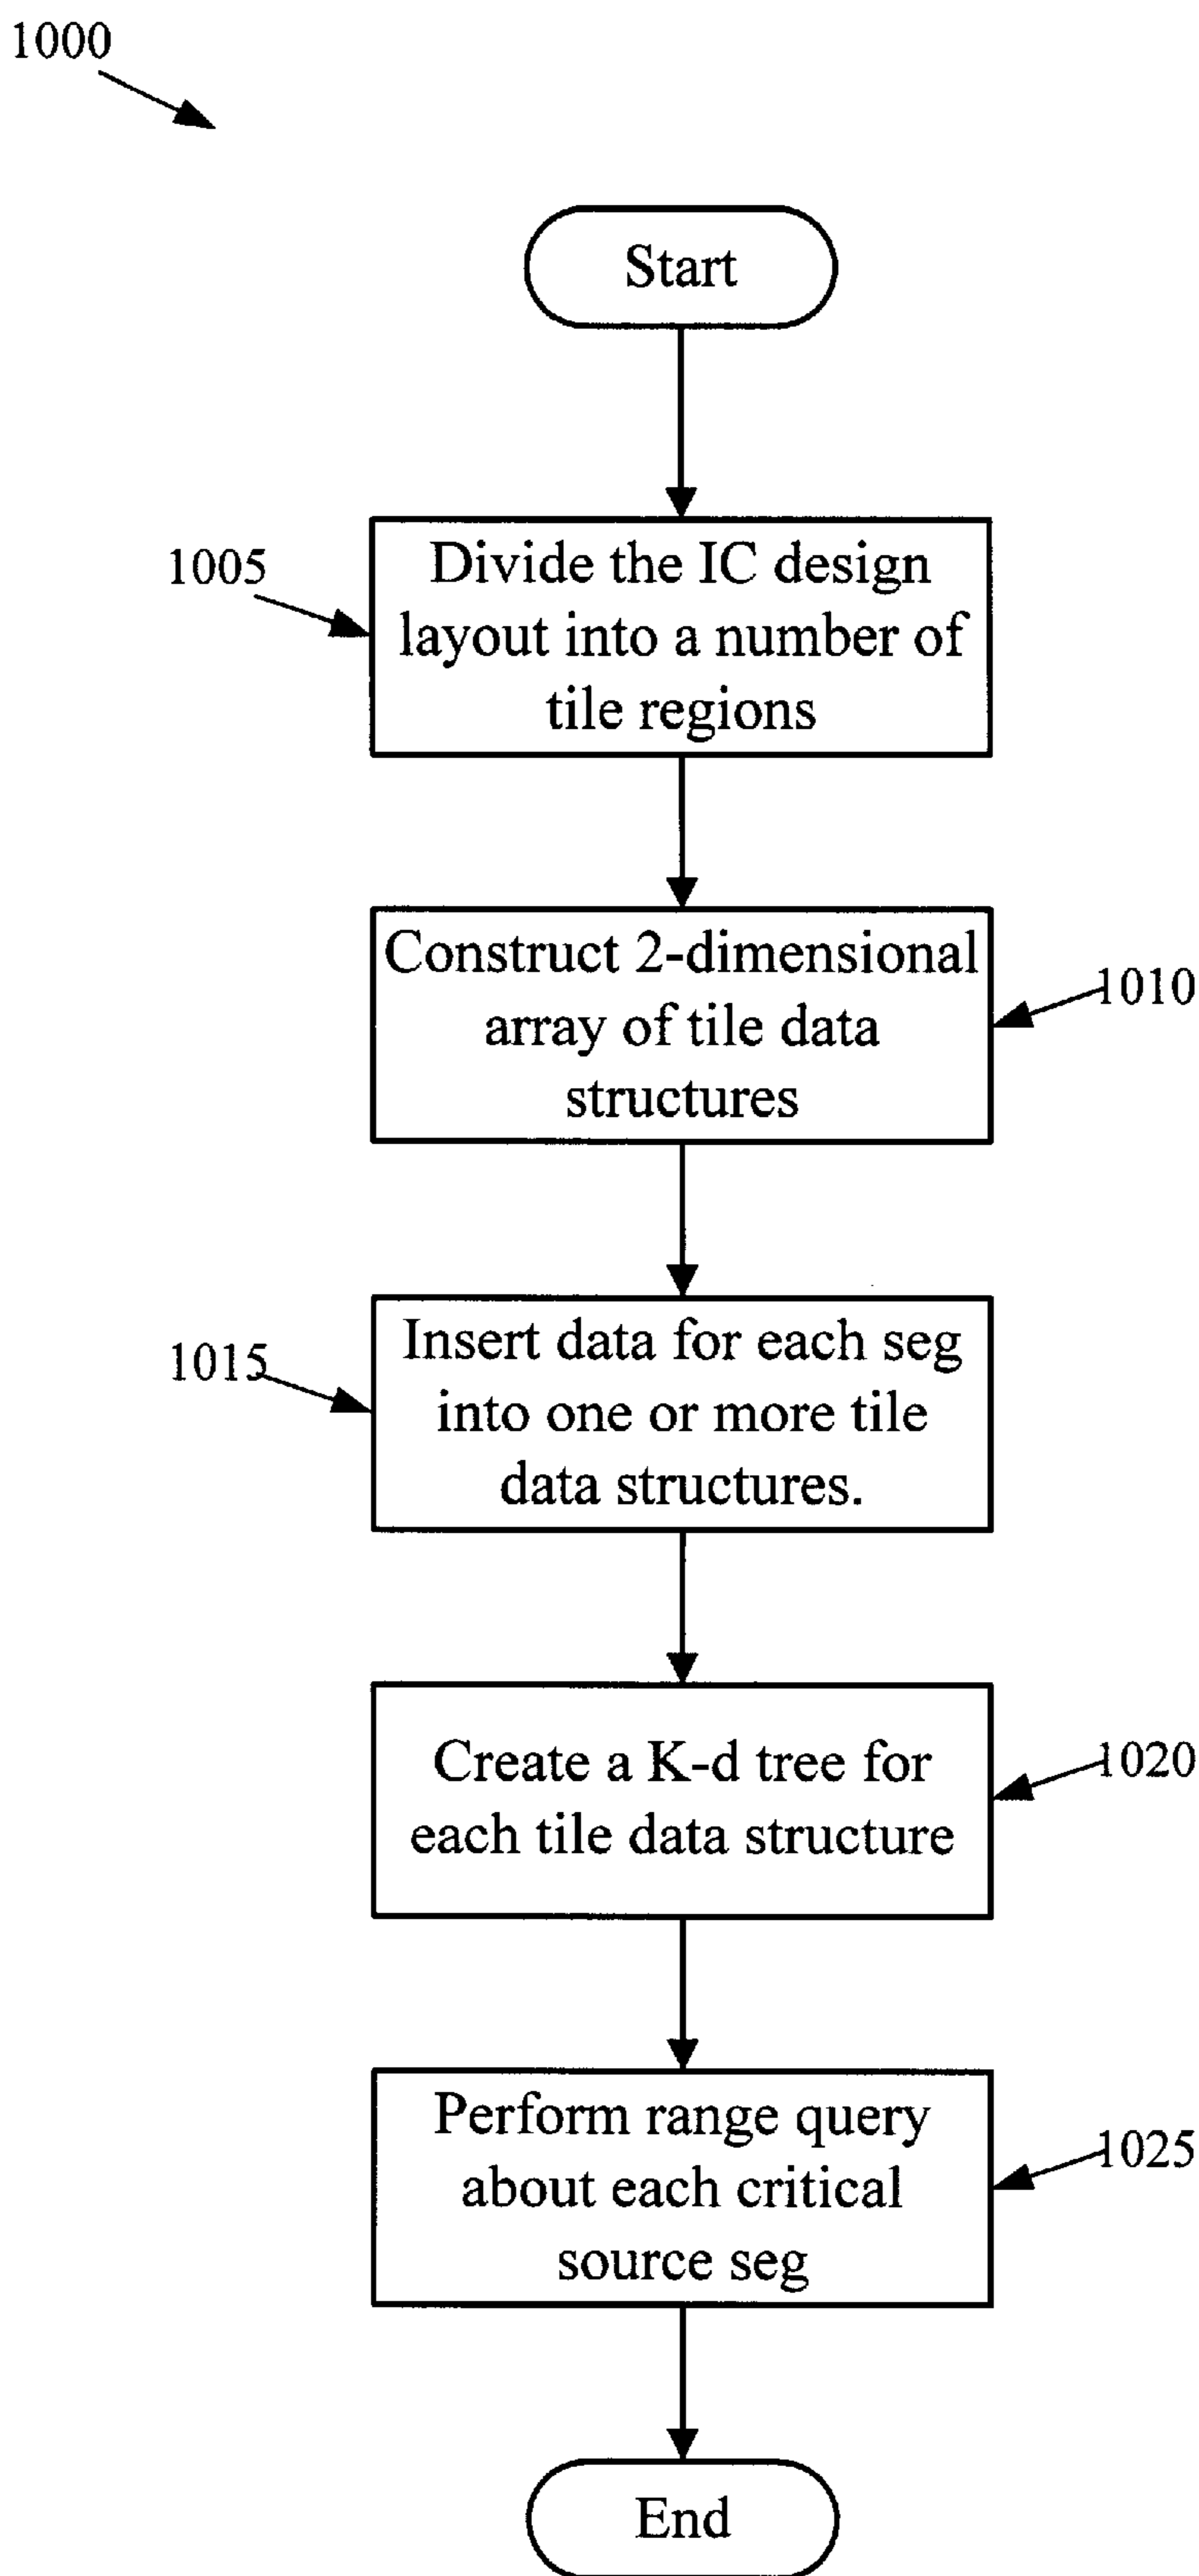 1000
Start
1005
Divide the IC design
layout into a number of
tile regions
Construct 2-dimensional
array of tile data
structures
1010
1015
Insert data for each seg
into one or more tile
data structures.
Create a K-d tree for
each tile data structure
1020
Perform range query
about each critical
source seg
1025
End